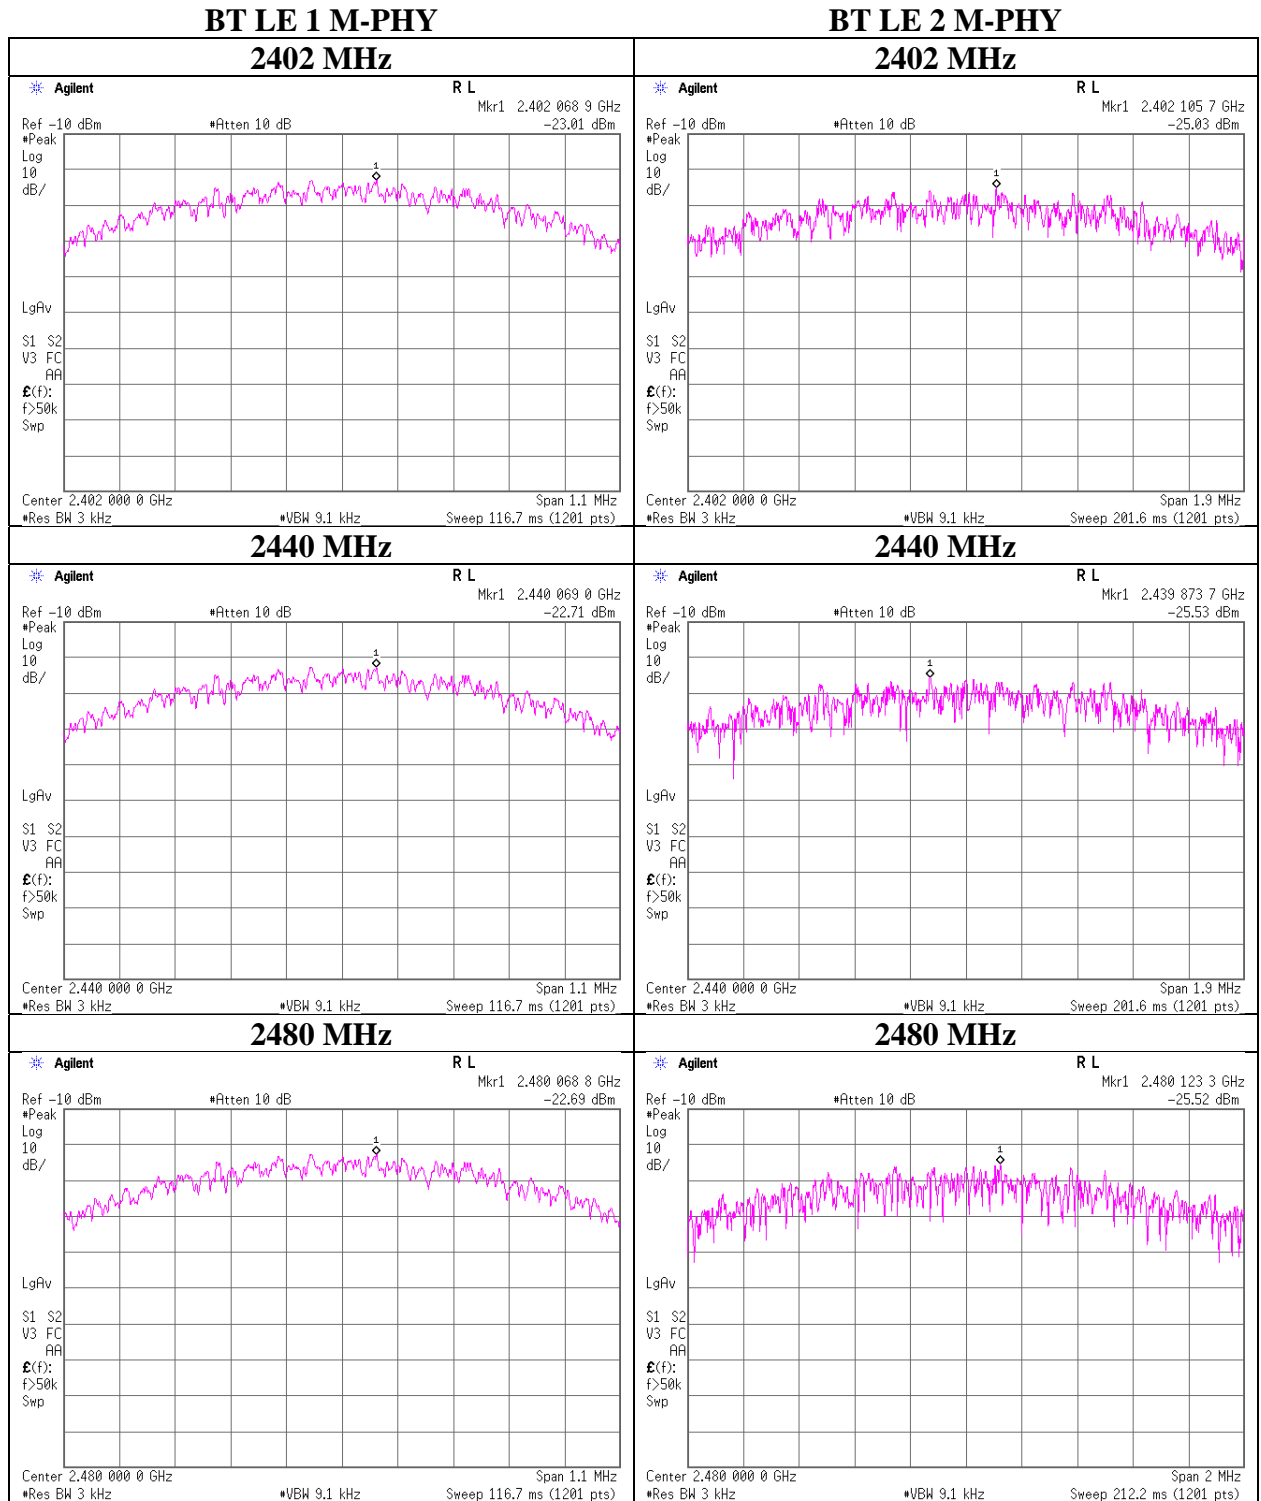 BT LE 1 M-PHY BT LE 2 M-PHY
2402 MHz 2402 MHz
Agilent R L
Mkr1 2.402 068 9 GHz
Ref -10 dBm #Atten 10 dB -23.01 dBm
#Peak
Log
10
dB/
1
LgAv
S1 S2
V3 FC
AA
£(f):
f>50k
Swp
Center 2.402 000 0 GHz Span 1.1 MHz
#Res BW 3 kHz #VBW 9.1 kHz Sweep 116.7 ms (1201 pts)
Agilent R L
Mkr1 2.402 105 7 GHz
Ref -10 dBm #Atten 10 dB -25.03 dBm
#Peak
Log
10
dB/
1
LgAv
S1 S2
V3 FC
AA
£(f):
f>50k
Swp
Center 2.402 000 0 GHz Span 1.9 MHz
#Res BW 3 kHz #VBW 9.1 kHz Sweep 201.6 ms (1201 pts)
2440 MHz 2440 MHz
Agilent R L
Mkr1 2.440 069 0 GHz
Ref -10 dBm #Atten 10 dB -22.71 dBm
#Peak
Log
10
dB/
1
LgAv
S1 S2
V3 FC
AA
£(f):
f>50k
Swp
Center 2.440 000 0 GHz Span 1.1 MHz
#Res BW 3 kHz #VBW 9.1 kHz Sweep 116.7 ms (1201 pts)
Agilent R L
Mkr1 2.439 873 7 GHz
Ref -10 dBm #Atten 10 dB -25.53 dBm
#Peak
Log
10
dB/
1
LgAv
S1 S2
V3 FC
AA
£(f):
f>50k
Swp
Center 2.440 000 0 GHz Span 1.9 MHz
#Res BW 3 kHz #VBW 9.1 kHz Sweep 201.6 ms (1201 pts)
2480 MHz 2480 MHz
Agilent R L
Mkr1 2.480 068 8 GHz
Ref -10 dBm #Atten 10 dB -22.69 dBm
#Peak
Log
10
dB/
1
LgAv
S1 S2
V3 FC
AA
£(f):
f>50k
Swp
Center 2.480 000 0 GHz Span 1.1 MHz
#Res BW 3 kHz #VBW 9.1 kHz Sweep 116.7 ms (1201 pts)
Agilent R L
Mkr1 2.480 123 3 GHz
Ref -10 dBm #Atten 10 dB -25.52 dBm
#Peak
Log
10
dB/
1
LgAv
S1 S2
V3 FC
AA
£(f):
f>50k
Swp
Center 2.480 000 0 GHz Span 2 MHz
#Res BW 3 kHz #VBW 9.1 kHz Sweep 212.2 ms (1201 pts)